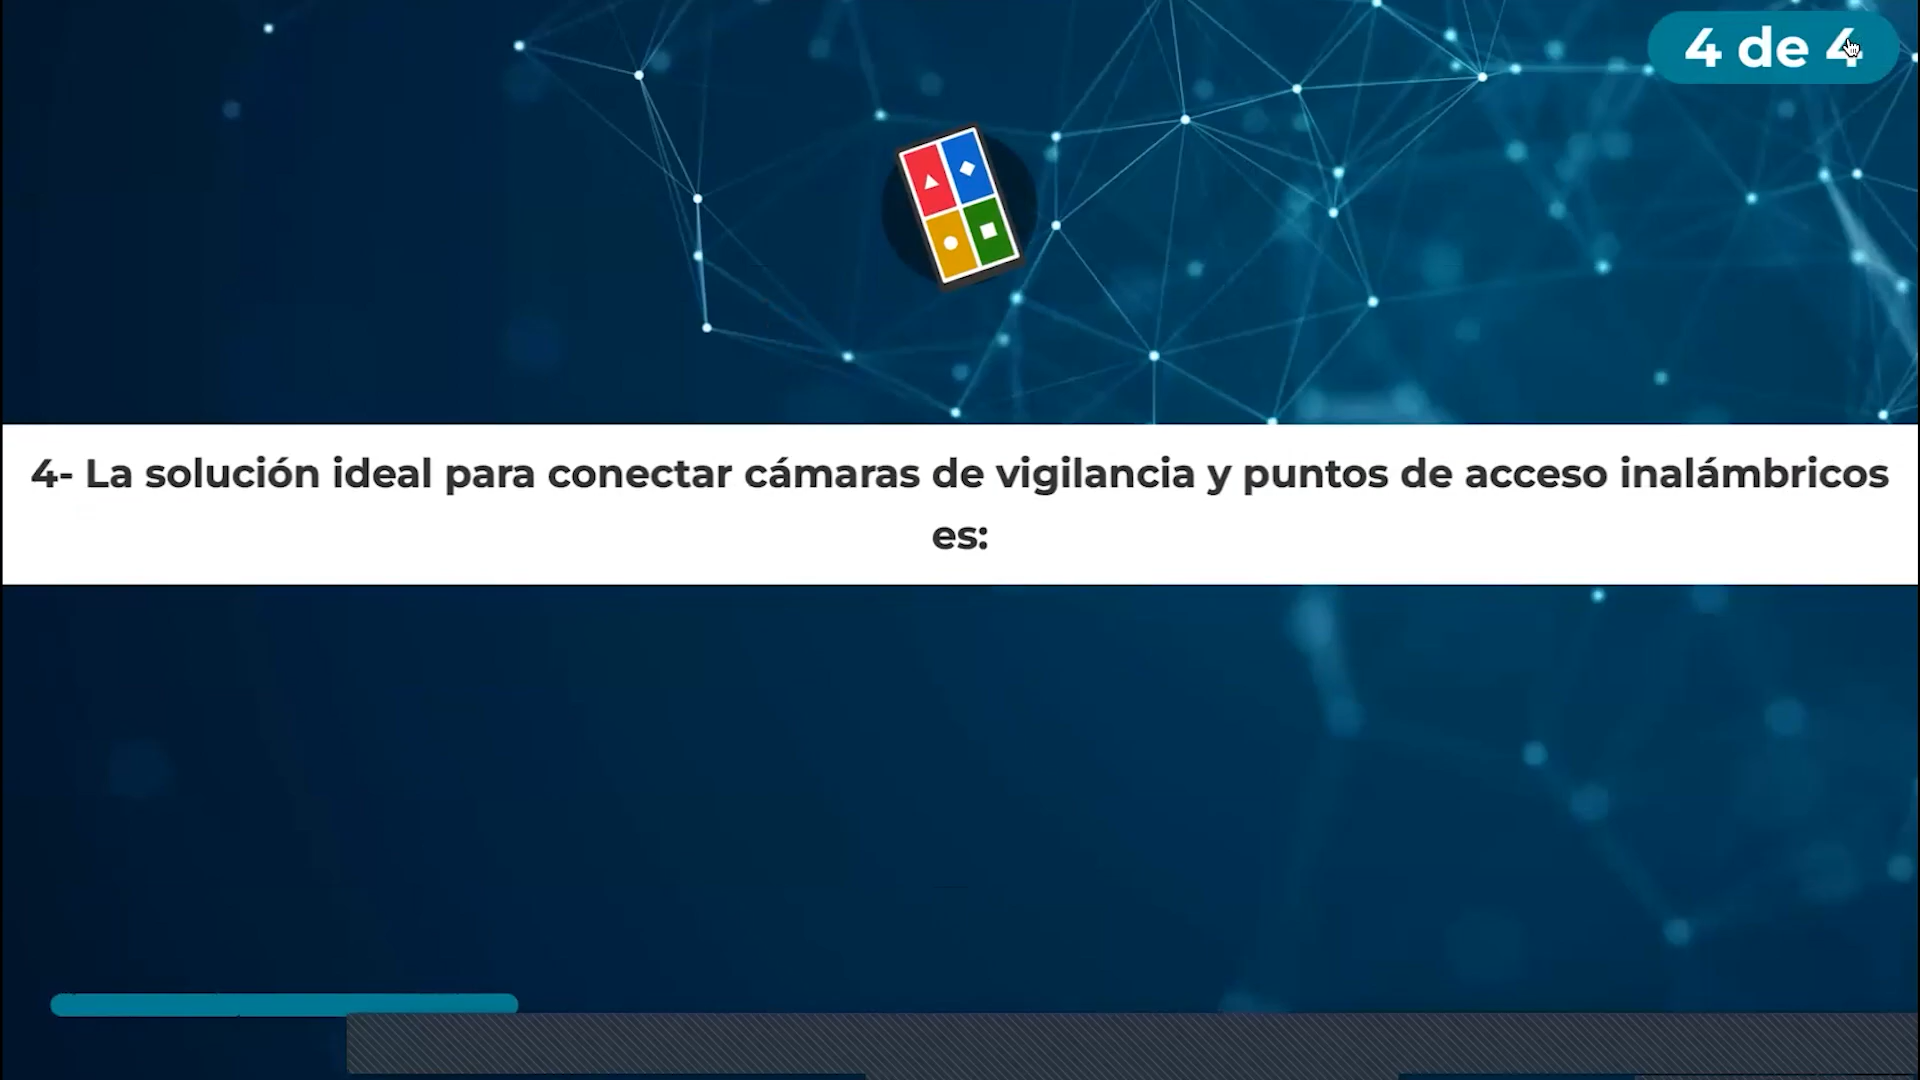 4 de 4
4- La solución ideal para conectar cámaras de vigilancia y puntos de acceso inalámbricos
es: